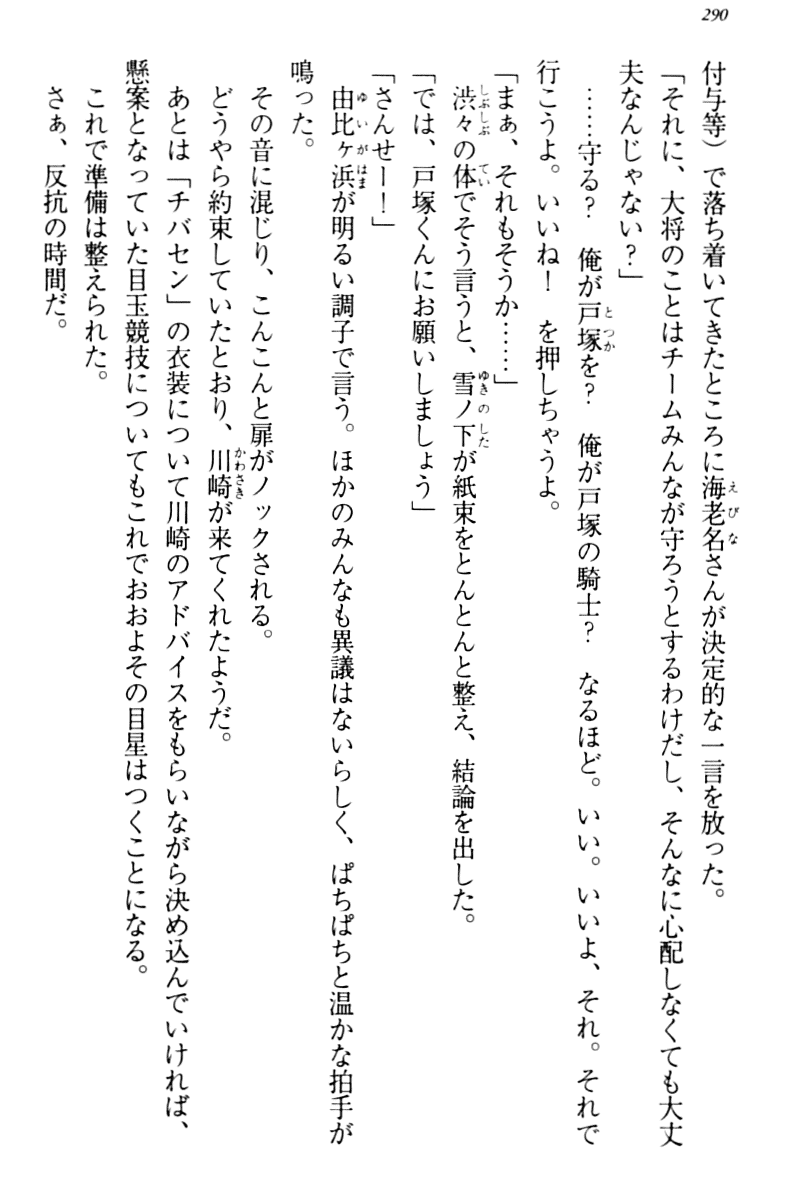 290
付与等）で落ち着いてきたところに海老名さんが決定的な一言を放った。
「それに、大将のことはチームみんなが守ろうとするわけだし、そんなに心配しなくても大丈
夫なんじゃない？」
……守る？　俺が戸塚を？　俺が戸塚の騎士？　なるほど。いい。いいよ、それ。それで
行こうよ。いいね！　を押しちゃうよ。
「まぁ、それもそうか……」
渋々の体でそう言うと、雪ノ下が紙束をとんとんと整え、結論を出した。
「では、戸塚くんにお願いしましょう」
「さんせー！」
由比ヶ浜が明るい調子で言う。ほかのみんなも異議はないらしく、ぱちぱちと温かな拍手が
鳴った。
その音に混じり、こんこんと扉がノックされる。
どうやら約束していたとおり、川崎が来てくれたようだ。
あとは「チバセン」の衣装について川崎のアドバイスをもらいながら決め込んでいければ、
懸案となっていた目玉競技についてもこれでおおよその目星はつくことになる。
これで準備は整えられた。
さぁ、反抗の時間だ。